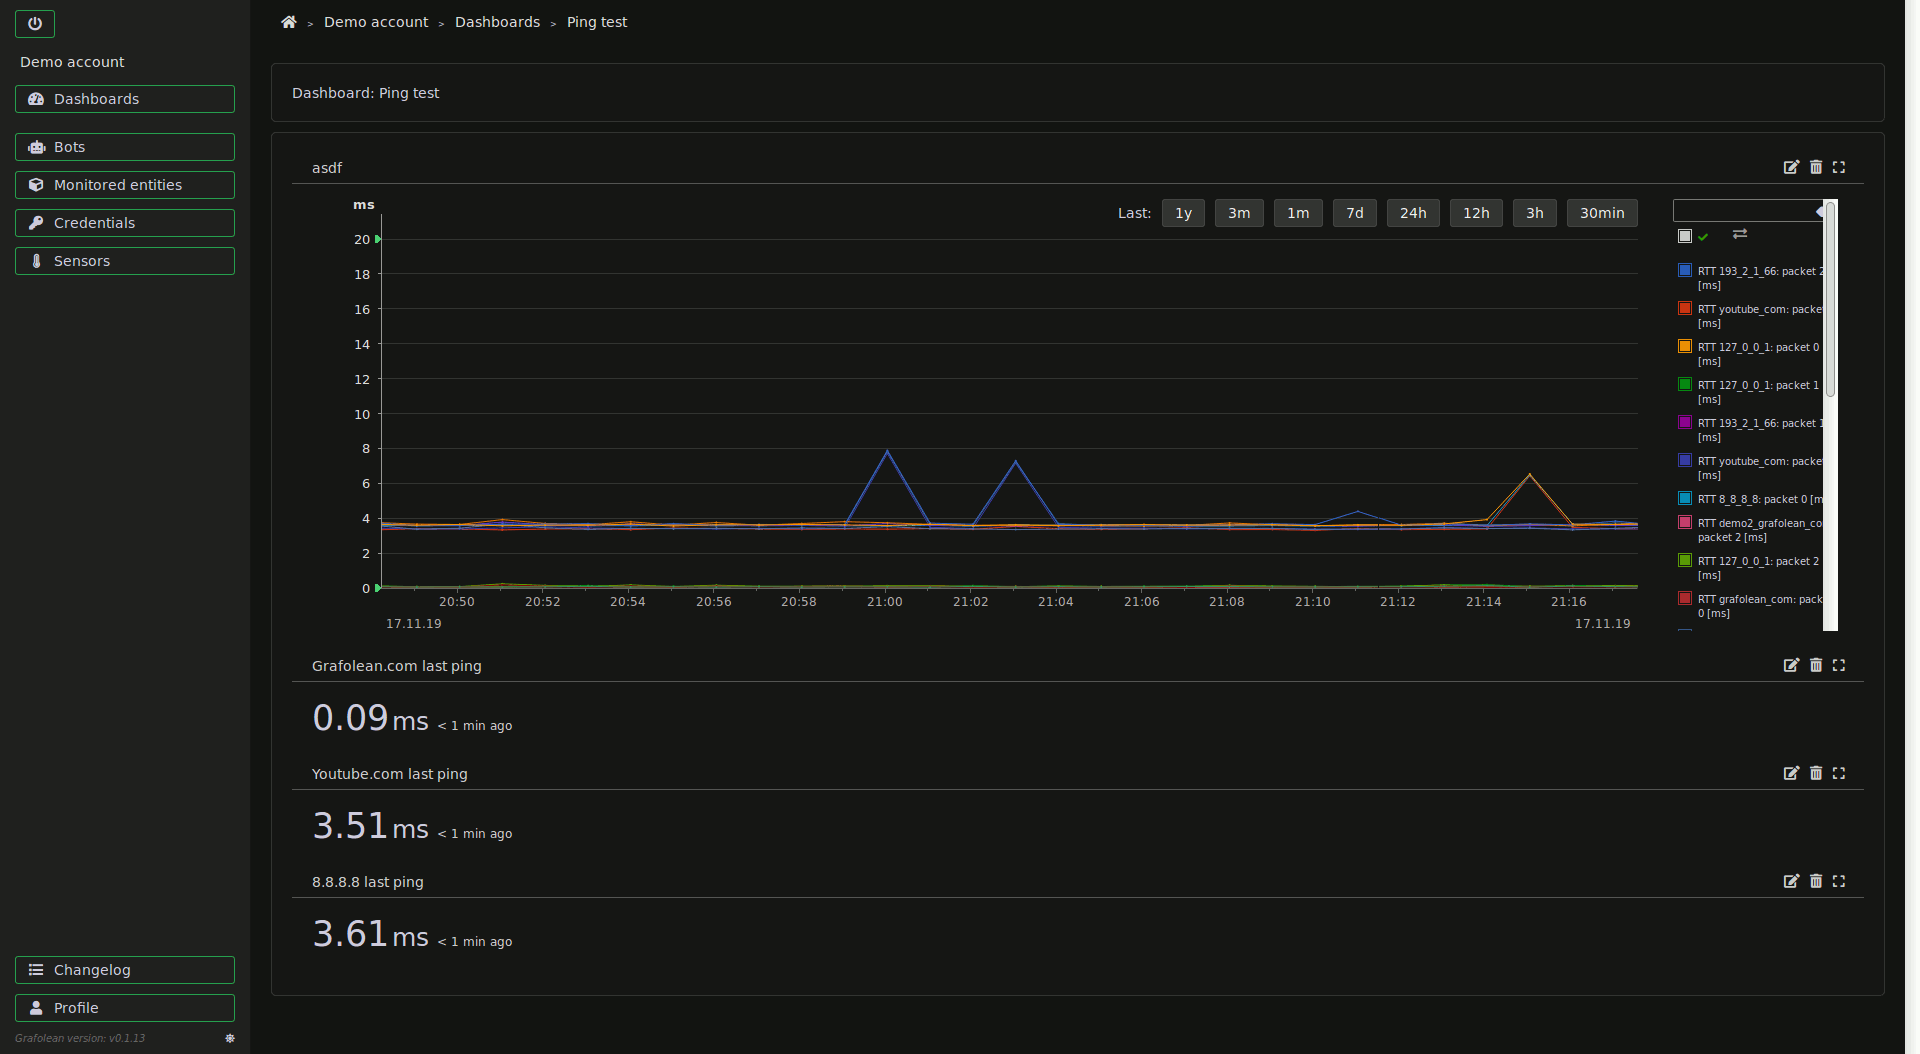 Demo account
Dashboards
Bots
Monitored entities
Credentials
Sensors
Changelog
Profile
Grafolean version: v0.1.13
> Demo account > Dashboards > Ping test
Dashboard: Ping test
asdf
ms
Last: 1y 3m 1m 7d 24h 12h 3h 30min
20
18
16
14
12
10
8
6
4
2
0
20:50 20:52 20:54 20:56 20:58 21:00 21:02 21:04 21:06 21:08 21:10 21:12 21:14 21:16
17.11.19 17.11.19
RTT 193_2_1_66: packet 2
[ms]
RTT youtube_com: packet
[ms]
RTT 127_0_0_1: packet 0
[ms]
RTT 127_0_0_1: packet 1
[ms]
RTT 193_2_1_66: packet 1
[ms]
RTT youtube_com: packet
[ms]
RTT 8_8_8_8: packet 0 [m
RTT demo2_grafolean_co
packet 2 [ms]
RTT 127_0_0_1: packet 2
[ms]
RTT grafolean_com: pack
0 [ms]
Grafolean.com last ping
0.09 ms < 1 min ago
Youtube.com last ping
3.51 ms < 1 min ago
8.8.8.8 last ping
3.61 ms < 1 min ago